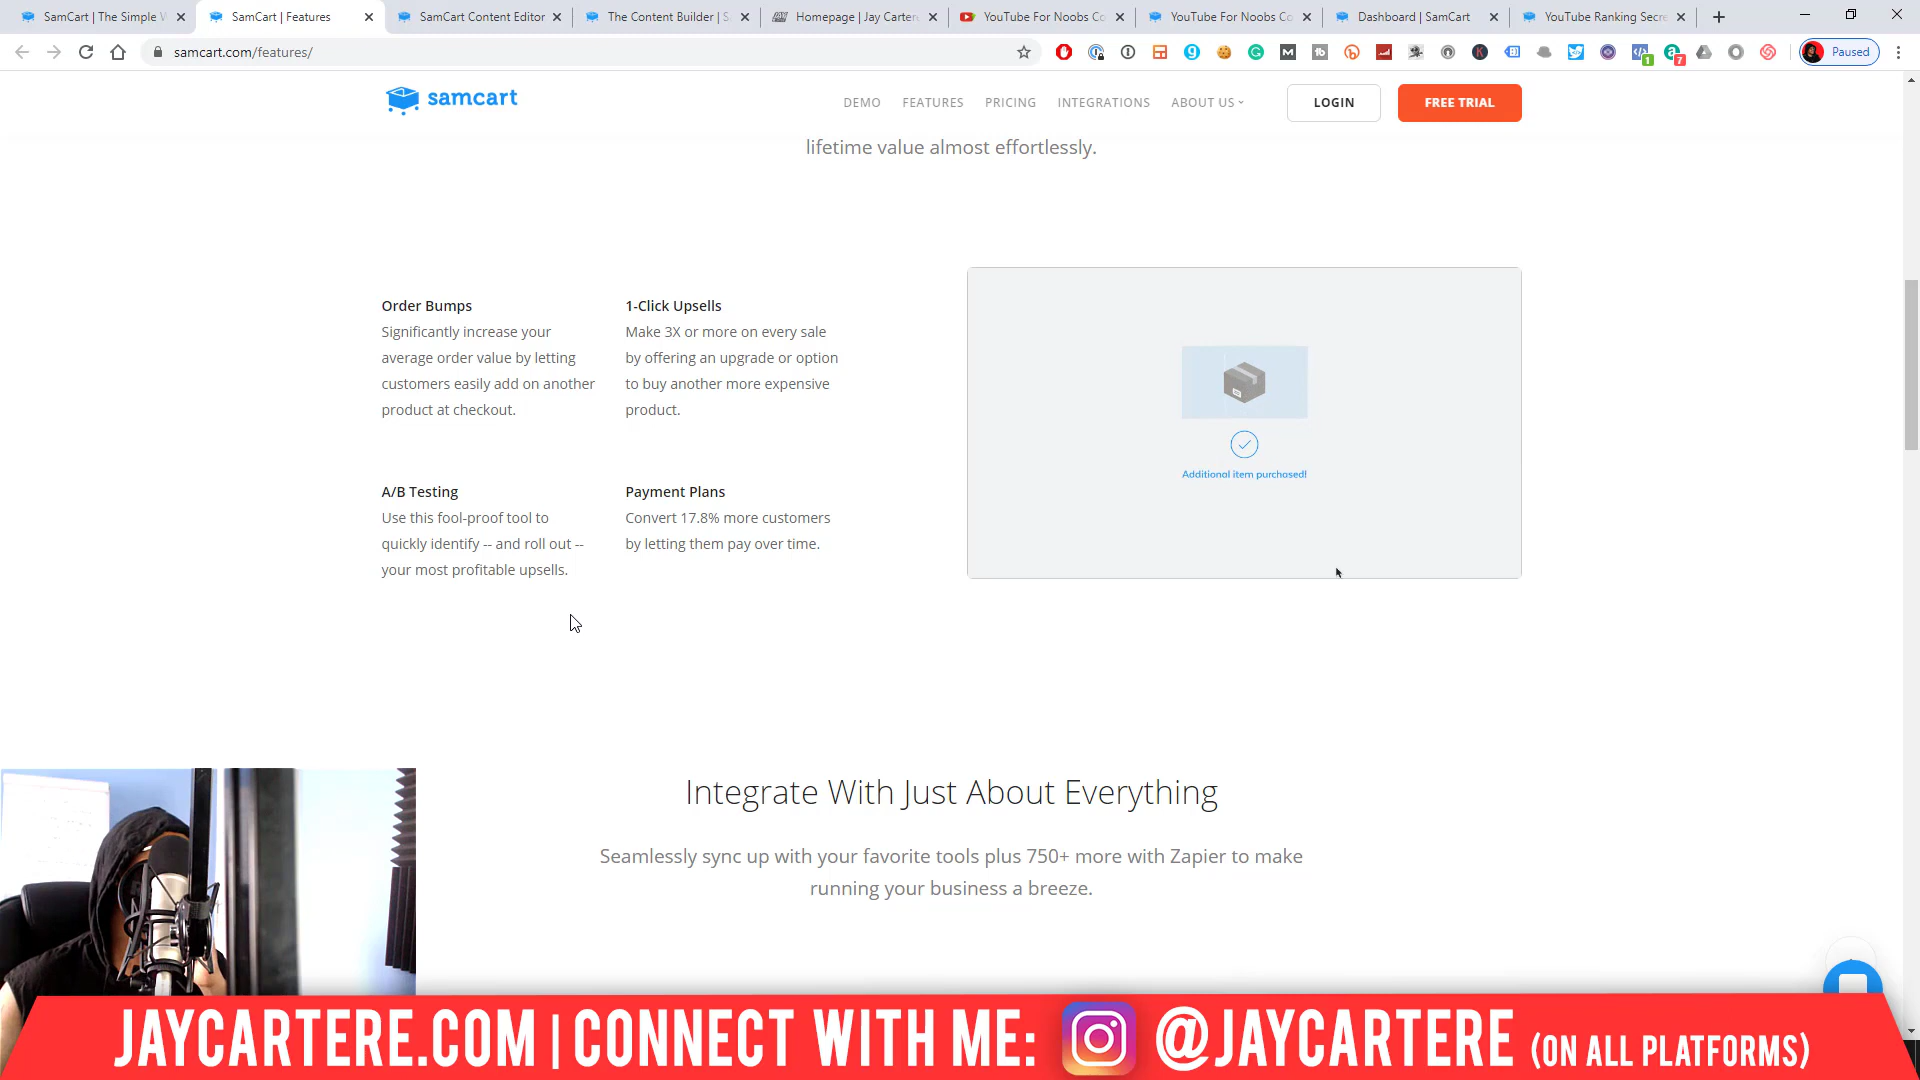 SamCart | The Simple W
SamCart | Features
SamCart Content Editor
The Content Builder | S
Homepage | Jay Carter
YouTube For Noobs Co
YouTube For Noobs Co
Dashboard | SamCart
YouTube Ranking Secre
samcart.com/features/
1
7
Paused
samcart
DEMO
FEATURES
PRICING
INTEGRATIONS
ABOUT US
LOGIN
FREE TRIAL
lifetime value almost effortlessly.
Order Bumps
Significantly increase your
average order value by letting
customers easily add on another
product at checkout.
1-Click Upsells
Make 3X or more on every sale
by offering an upgrade or option
to buy another more expensive
product.
Additional item purchased!
A/B Testing
Use this fool-proof tool to
quickly identify -- and roll out --
your most profitable upsells.
Payment Plans
Convert 17.8% more customers
by letting them pay over time.
Integrate With Just About Everything
Seamlessly sync up with your favorite tools plus 750+ more with Zapier to make
running your business a breeze.
JAYCARTERE.COM | CONNECT WITH ME: @JAYCARTERE (ON ALL PLATFORMS)